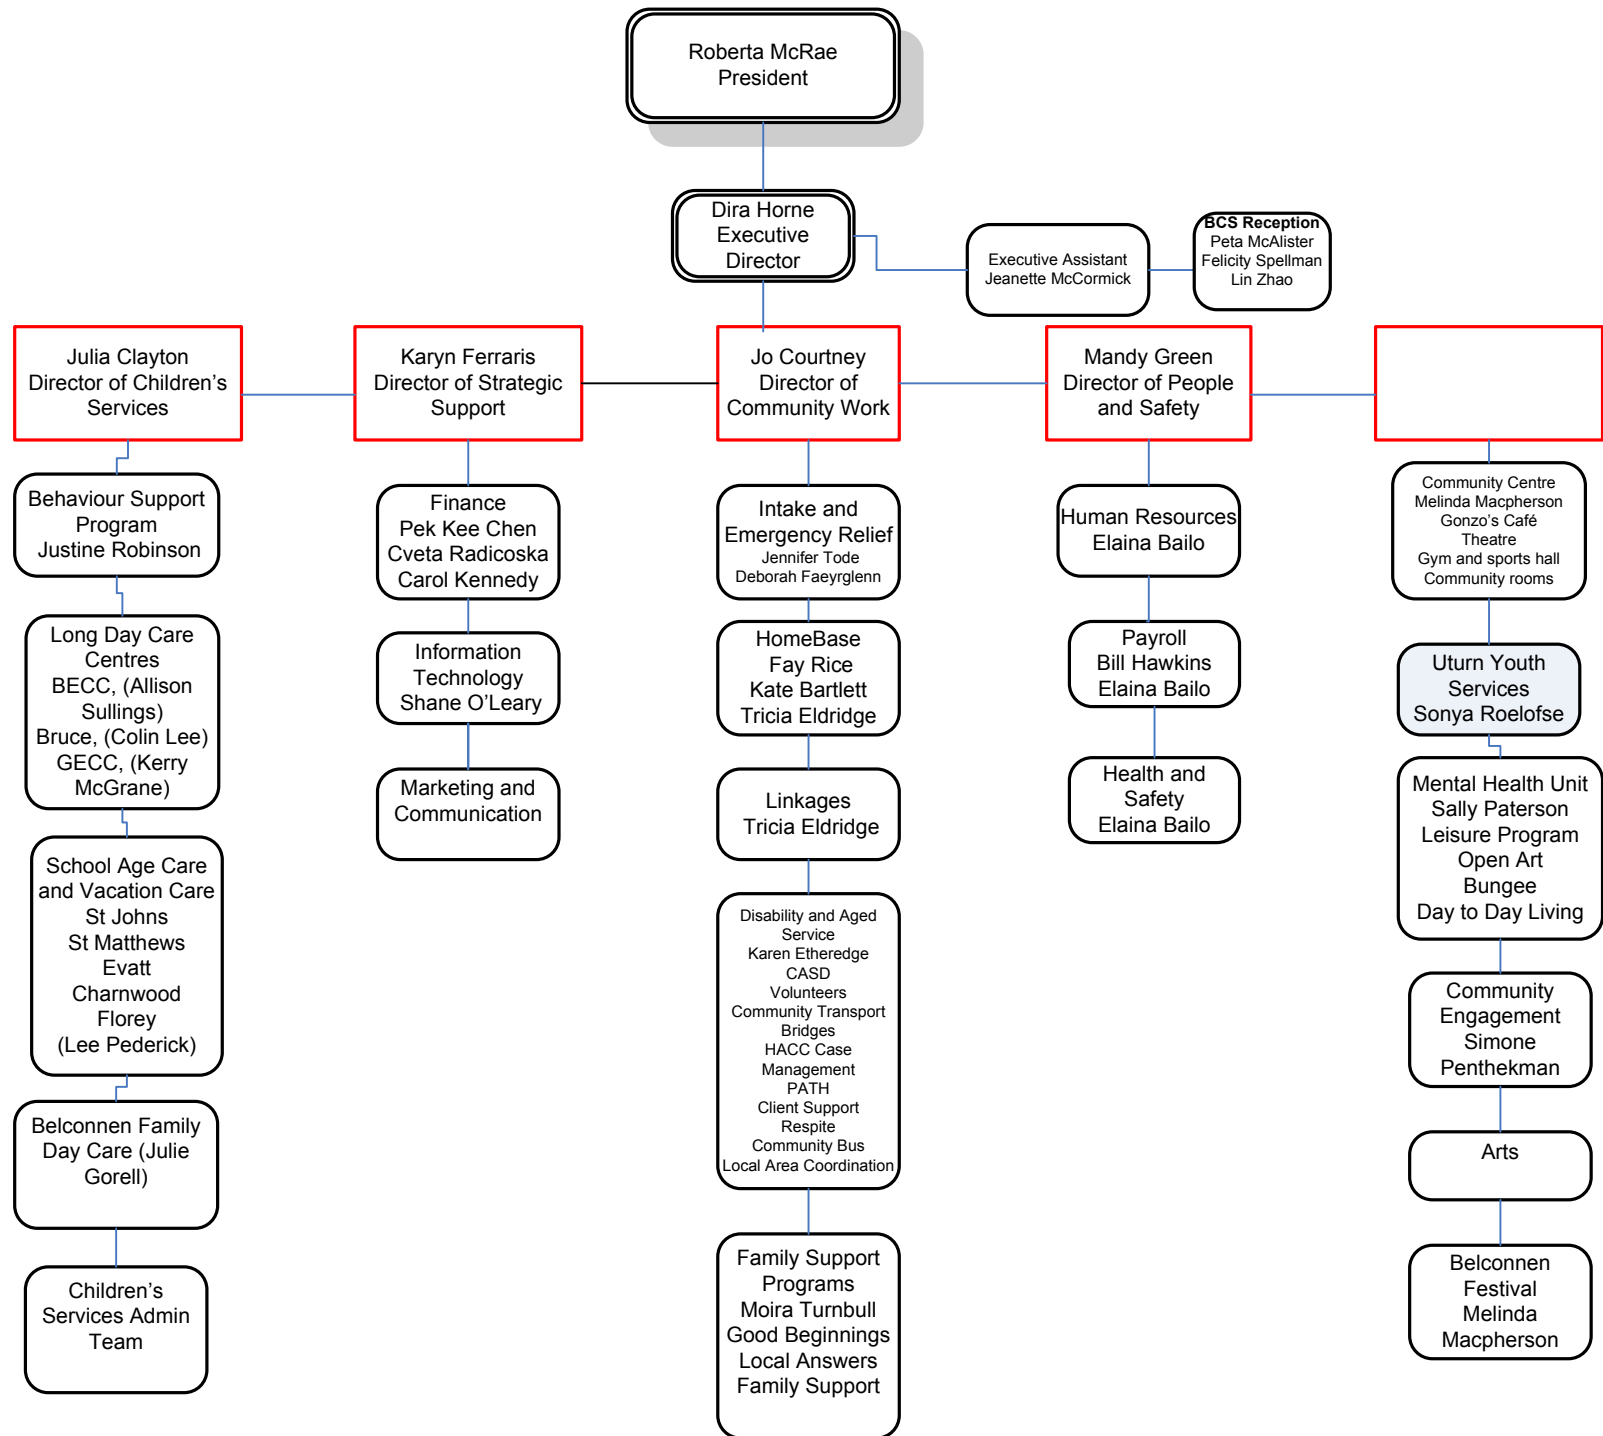 Roberta McRae
President
Dira Horne
Executive
Director
Executive Assistant
Jeanette McCormick
BCS Reception
Peta McAlister
Felicity Spellman
Lin Zhao
Julia Clayton
Director of Children's
Services
Karyn Ferraris
Director of Strategic
Support
Jo Courtney
Director of
Community Work
Mandy Green
Director of People
and Safety
Behaviour Support
Program
Justine Robinson
Long Day Care
Centres
BECC, (Allison
Sullings)
Bruce, (Colin Lee)
GECC, (Kerry
McGrane)
School Age Care
and Vacation Care
St Johns
St Matthews
Evatt
Charnwood
Florey
(Lee Pederick)
Belconnen Family
Day Care (Julie
Gorell)
Children's
Services Admin
Team
Finance
Pek Kee Chen
Cveta Radicoska
Carol Kennedy
Information
Technology
Shane O'Leary
Marketing and
Communication
Intake and
Emergency Relief
Jennifer Tode
Deborah Faeyrglenn
HomeBase
Fay Rice
Kate Bartlett
Tricia Eldridge
Linkages
Tricia Eldridge
Disability and Aged
Service
Karen Etheredge
CASD
Volunteers
Community Transport
Bridges
HACC Case
Management
PATH
Client Support
Respite
Community Bus
Local Area Coordination
Family Support
Programs
Moira Turnbull
Good Beginnings
Local Answers
Family Support
Human Resources
Elaina Bailo
Payroll
Bill Hawkins
Elaina Bailo
Health and
Safety
Elaina Bailo
Community Centre
Melinda Macpherson
Gonzo's Café
Theatre
Gym and sports hall
Community rooms
Uturn Youth
Services
Sonya Roelofse
Mental Health Unit
Sally Paterson
Leisure Program
Open Art
Bungee
Day to Day Living
Community
Engagement
Simone
Penthekman
Arts
Belconnen
Festival
Melinda
Macpherson